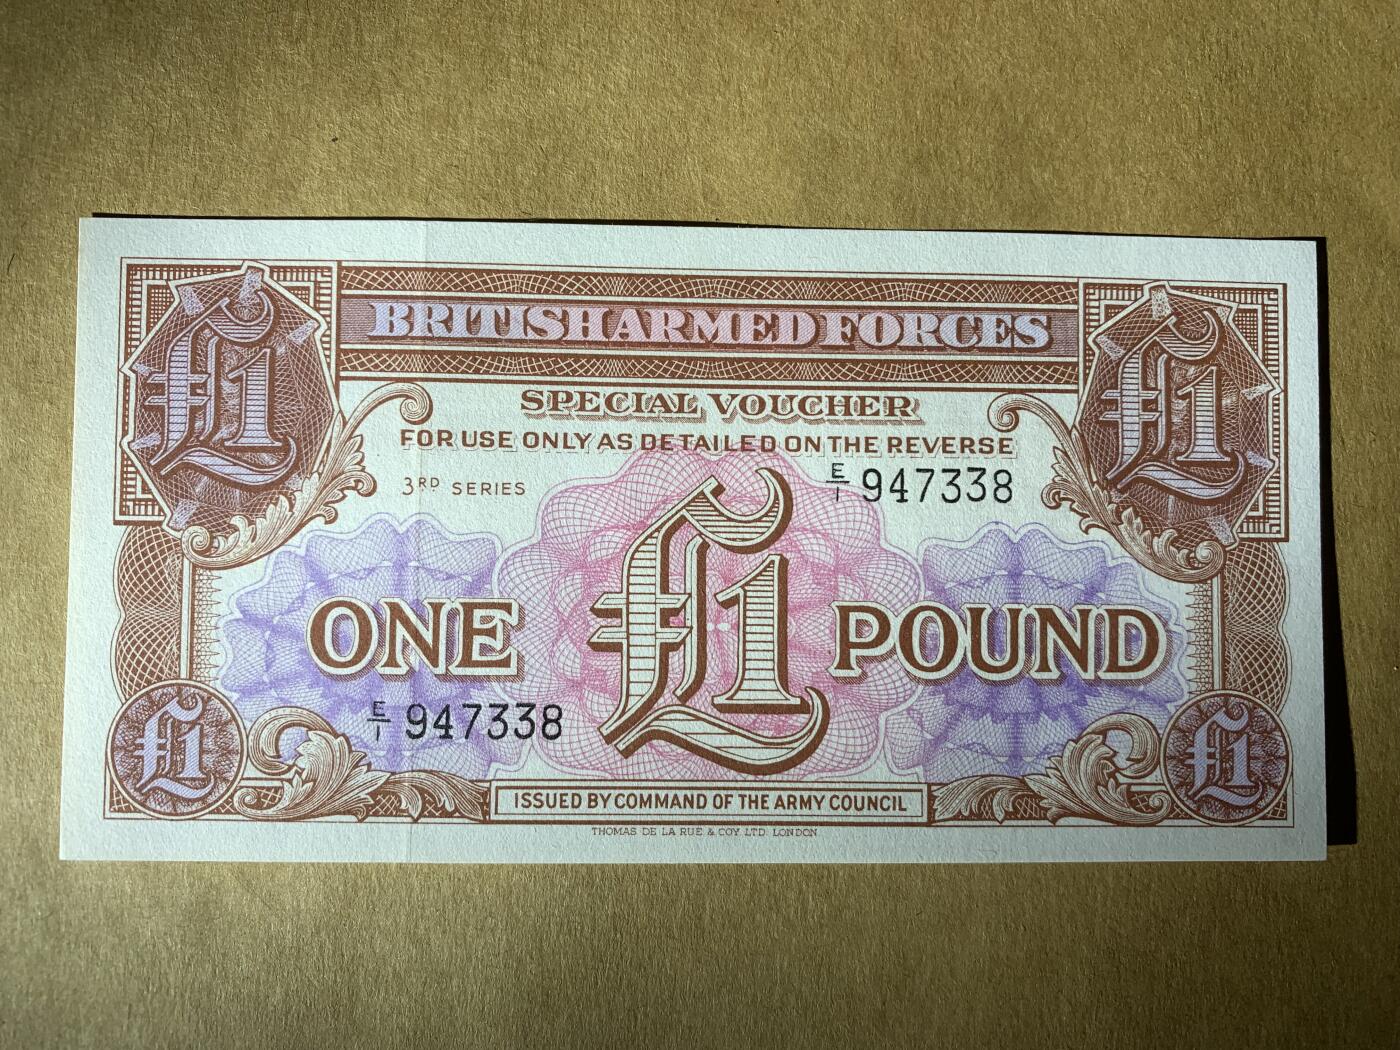 £1
BRITISH ARMED FORCES
£1
SPECIAL VOUCHER
FOR USE ONLY AS DETAILED ON THE REVERSE
3RD SERIES
E/1 947338
ONE £1 POUND
E/1 947338
£1
£1
ISSUED BY COMMAND OF THE ARMY COUNCIL
THOMAS DE LA RUE & COY. LTD. LONDON